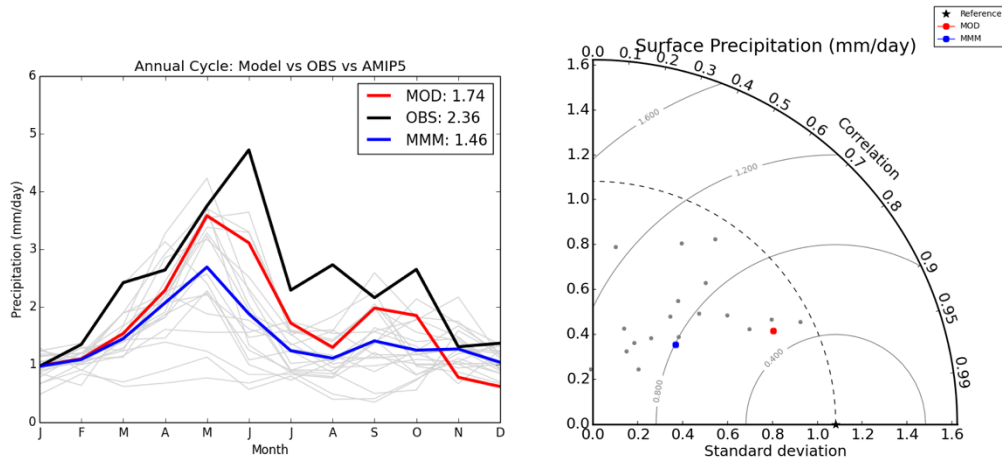 Annual Cycle: Model vs OBS vs AMIP5
MOD: 1.74
OBS: 2.36
MMM: 1.46
Precipitation (mm/day)
6
5
4
3
2
1
0
J F M A M J J A S O N D
Month
Reference
MOD
MMM
Surface Precipitation (mm/day)
0.0 0.1 0.2 0.3 0.4 0.5 0.6 0.7 0.8 0.9 0.95 0.99
Correlation
1.6
1.4
1.2
1.0
0.8
0.6
0.4
0.2
0.0
1.600
1.200
0.800
0.400
0.0 0.2 0.4 0.6 0.8 1.0 1.2 1.4 1.6
Standard deviation